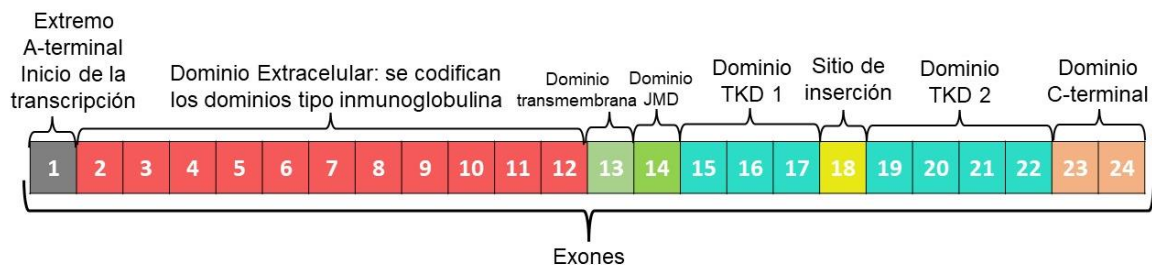 Extremo
A-terminal
Inicio de la
transcripción
Dominio Extracelular: se codifican
los dominios tipo inmunoglobulina
Dominio
transmembrana
Dominio
JMD
Dominio
TKD 1
Sitio de
inserción
Dominio
TKD 2
Dominio
C-terminal
1 2 3 4 5 6 7 8 9 10 11 12 13 14 15 16 17 18 19 20 21 22 23 24
Exones